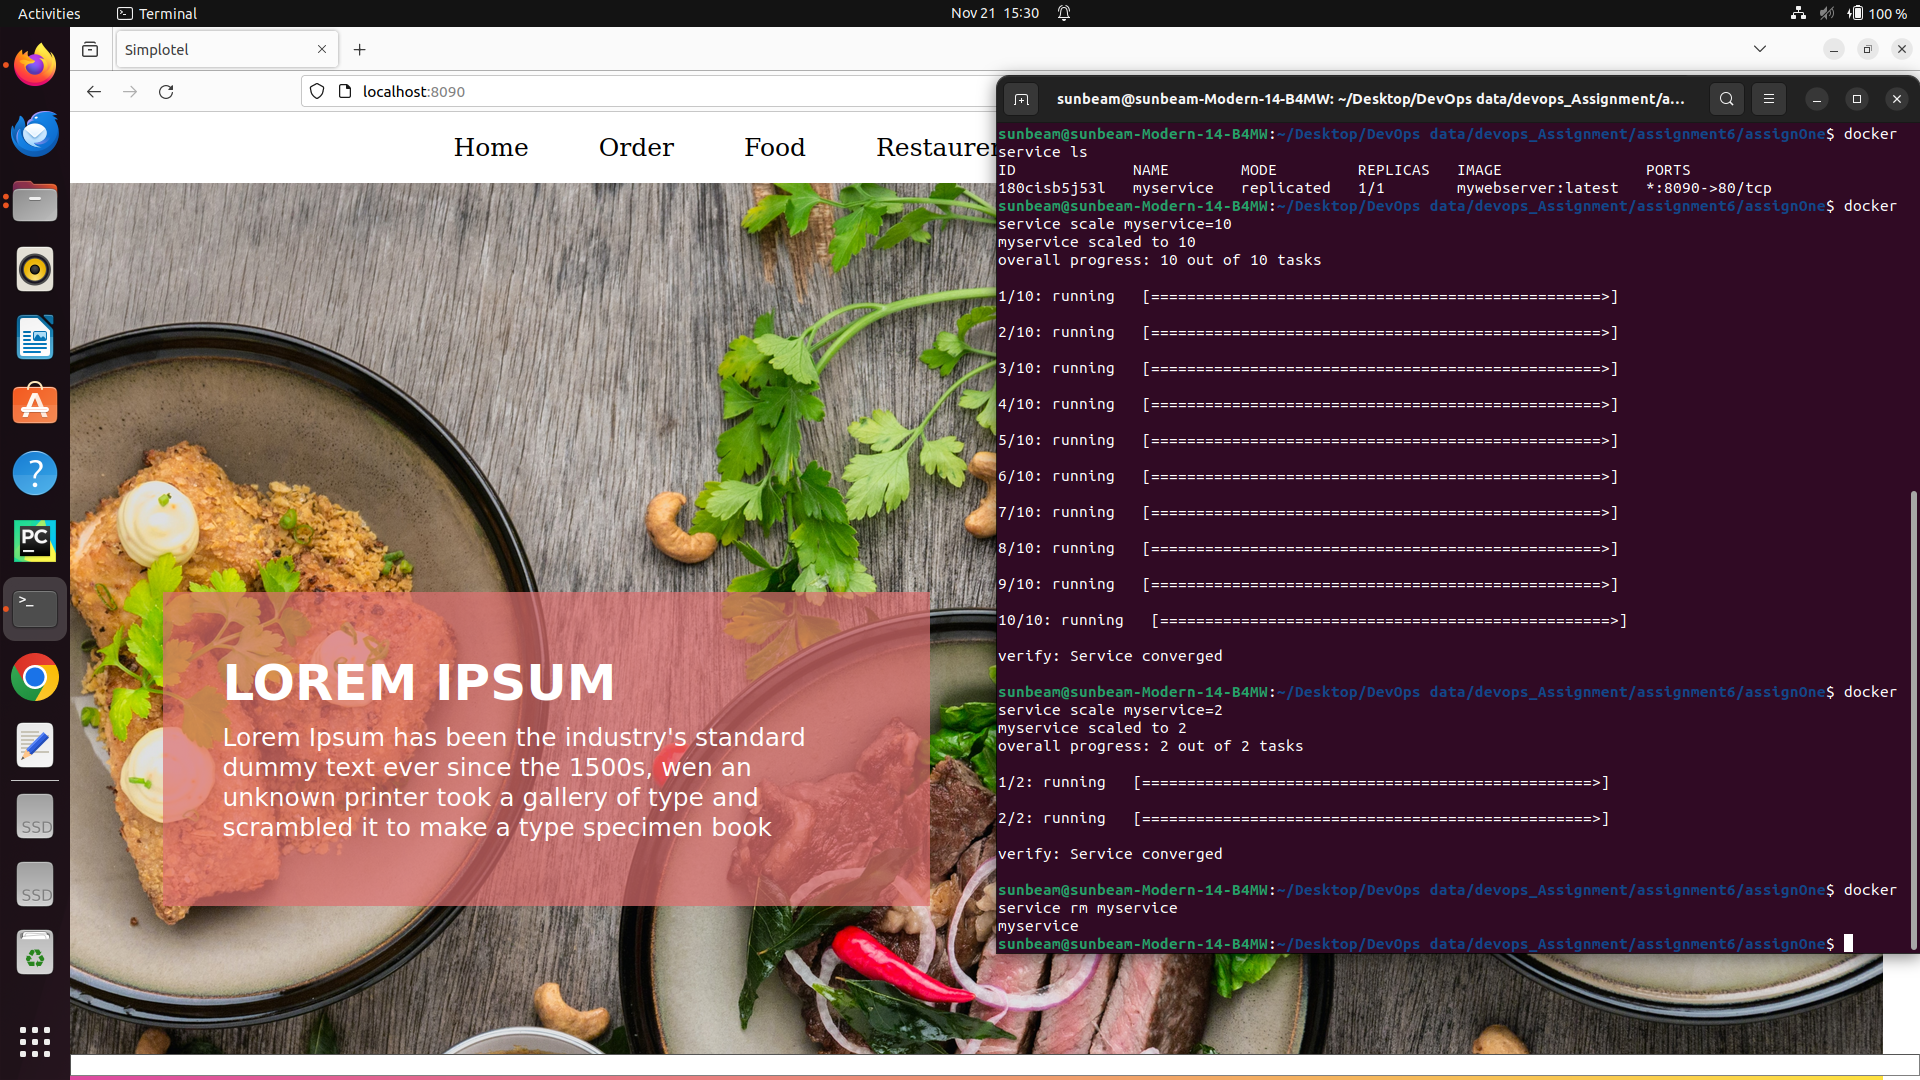 Activities
Terminal
Nov 21 15:30
100 %
Simplotel
localhost:8090
Home Order Food Restaurer
LOREM IPSUM
Lorem Ipsum has been the industry's standard
dummy text ever since the 1500s, wen an
unknown printer took a gallery of type and
scrambled it to make a type specimen book
PC
SSD
SSD
sunbeam@sunbeam-Modern-14-B4MW: ~/Desktop/DevOps data/devops_Assignment/a...
sunbeam@sunbeam-Modern-14-B4MW:~/Desktop/DevOps data/devops_Assignment/assignment6/assignOne$ docker
service ls
ID NAME MODE REPLICAS IMAGE PORTS
180cisb5j53l myservice replicated 1/1 mywebserver:latest *:8090->80/tcp
sunbeam@sunbeam-Modern-14-B4MW:~/Desktop/DevOps data/devops_Assignment/assignment6/assignOne$ docker
service scale myservice=10
myservice scaled to 10
overall progress: 10 out of 10 tasks
1/10: running [==================================================>]
2/10: running [==================================================>]
3/10: running [==================================================>]
4/10: running [==================================================>]
5/10: running [==================================================>]
6/10: running [==================================================>]
7/10: running [==================================================>]
8/10: running [==================================================>]
9/10: running [==================================================>]
10/10: running [==================================================>]
verify: Service converged
sunbeam@sunbeam-Modern-14-B4MW:~/Desktop/DevOps data/devops_Assignment/assignment6/assignOne$ docker
service scale myservice=2
myservice scaled to 2
overall progress: 2 out of 2 tasks
1/2: running [==================================================>]
2/2: running [==================================================>]
verify: Service converged
sunbeam@sunbeam-Modern-14-B4MW:~/Desktop/DevOps data/devops_Assignment/assignment6/assignOne$ docker
service rm myservice
myservice
sunbeam@sunbeam-Modern-14-B4MW:~/Desktop/DevOps data/devops_Assignment/assignment6/assignOne$